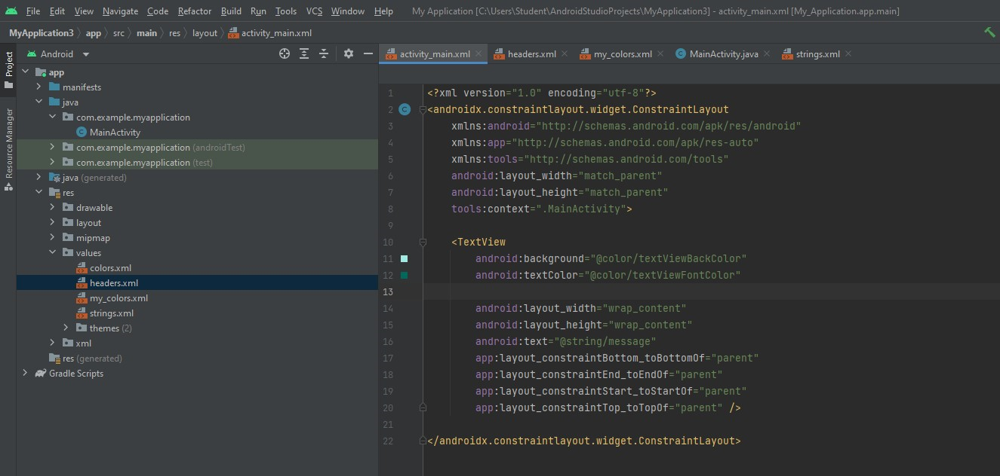 File Edit View Navigate Code Refactor Build Run Tools VCS Window Help My Application [C:\Users\Student\AndroidStudioProjects\MyApplication3] - activity_main.xml [My_Application.app.main]
MyApplication3 app src main res layout activity_main.xml
Project
Resource Manager
Android
app
manifests
java
com.example.myapplication
MainActivity
com.example.myapplication (androidTest)
com.example.myapplication (test)
java (generated)
res
drawable
layout
mipmap
values
colors.xml
headers.xml
my_colors.xml
strings.xml
themes (2)
xml
res (generated)
Gradle Scripts
activity_main.xml headers.xml my_colors.xml MainActivity.java strings.xml
1 <?xml version="1.0" encoding="utf-8"?>
2 <androidx.constraintlayout.widget.ConstraintLayout
3 xmlns:android="http://schemas.android.com/apk/res/android"
4 xmlns:app="http://schemas.android.com/apk/res-auto"
5 xmlns:tools="http://schemas.android.com/tools"
6 android:layout_width="match_parent"
7 android:layout_height="match_parent"
8 tools:context=".MainActivity">
9
10 <TextView
11 android:background="@color/textViewBackColor"
12 android:textColor="@color/textViewFontColor"
13
14 android:layout_width="wrap_content"
15 android:layout_height="wrap_content"
16 android:text="@string/message"
17 app:layout_constraintBottom_toBottomOf="parent"
18 app:layout_constraintEnd_toEndOf="parent"
19 app:layout_constraintStart_toStartOf="parent"
20 app:layout_constraintTop_toTopOf="parent" />
21
22 </androidx.constraintlayout.widget.ConstraintLayout>